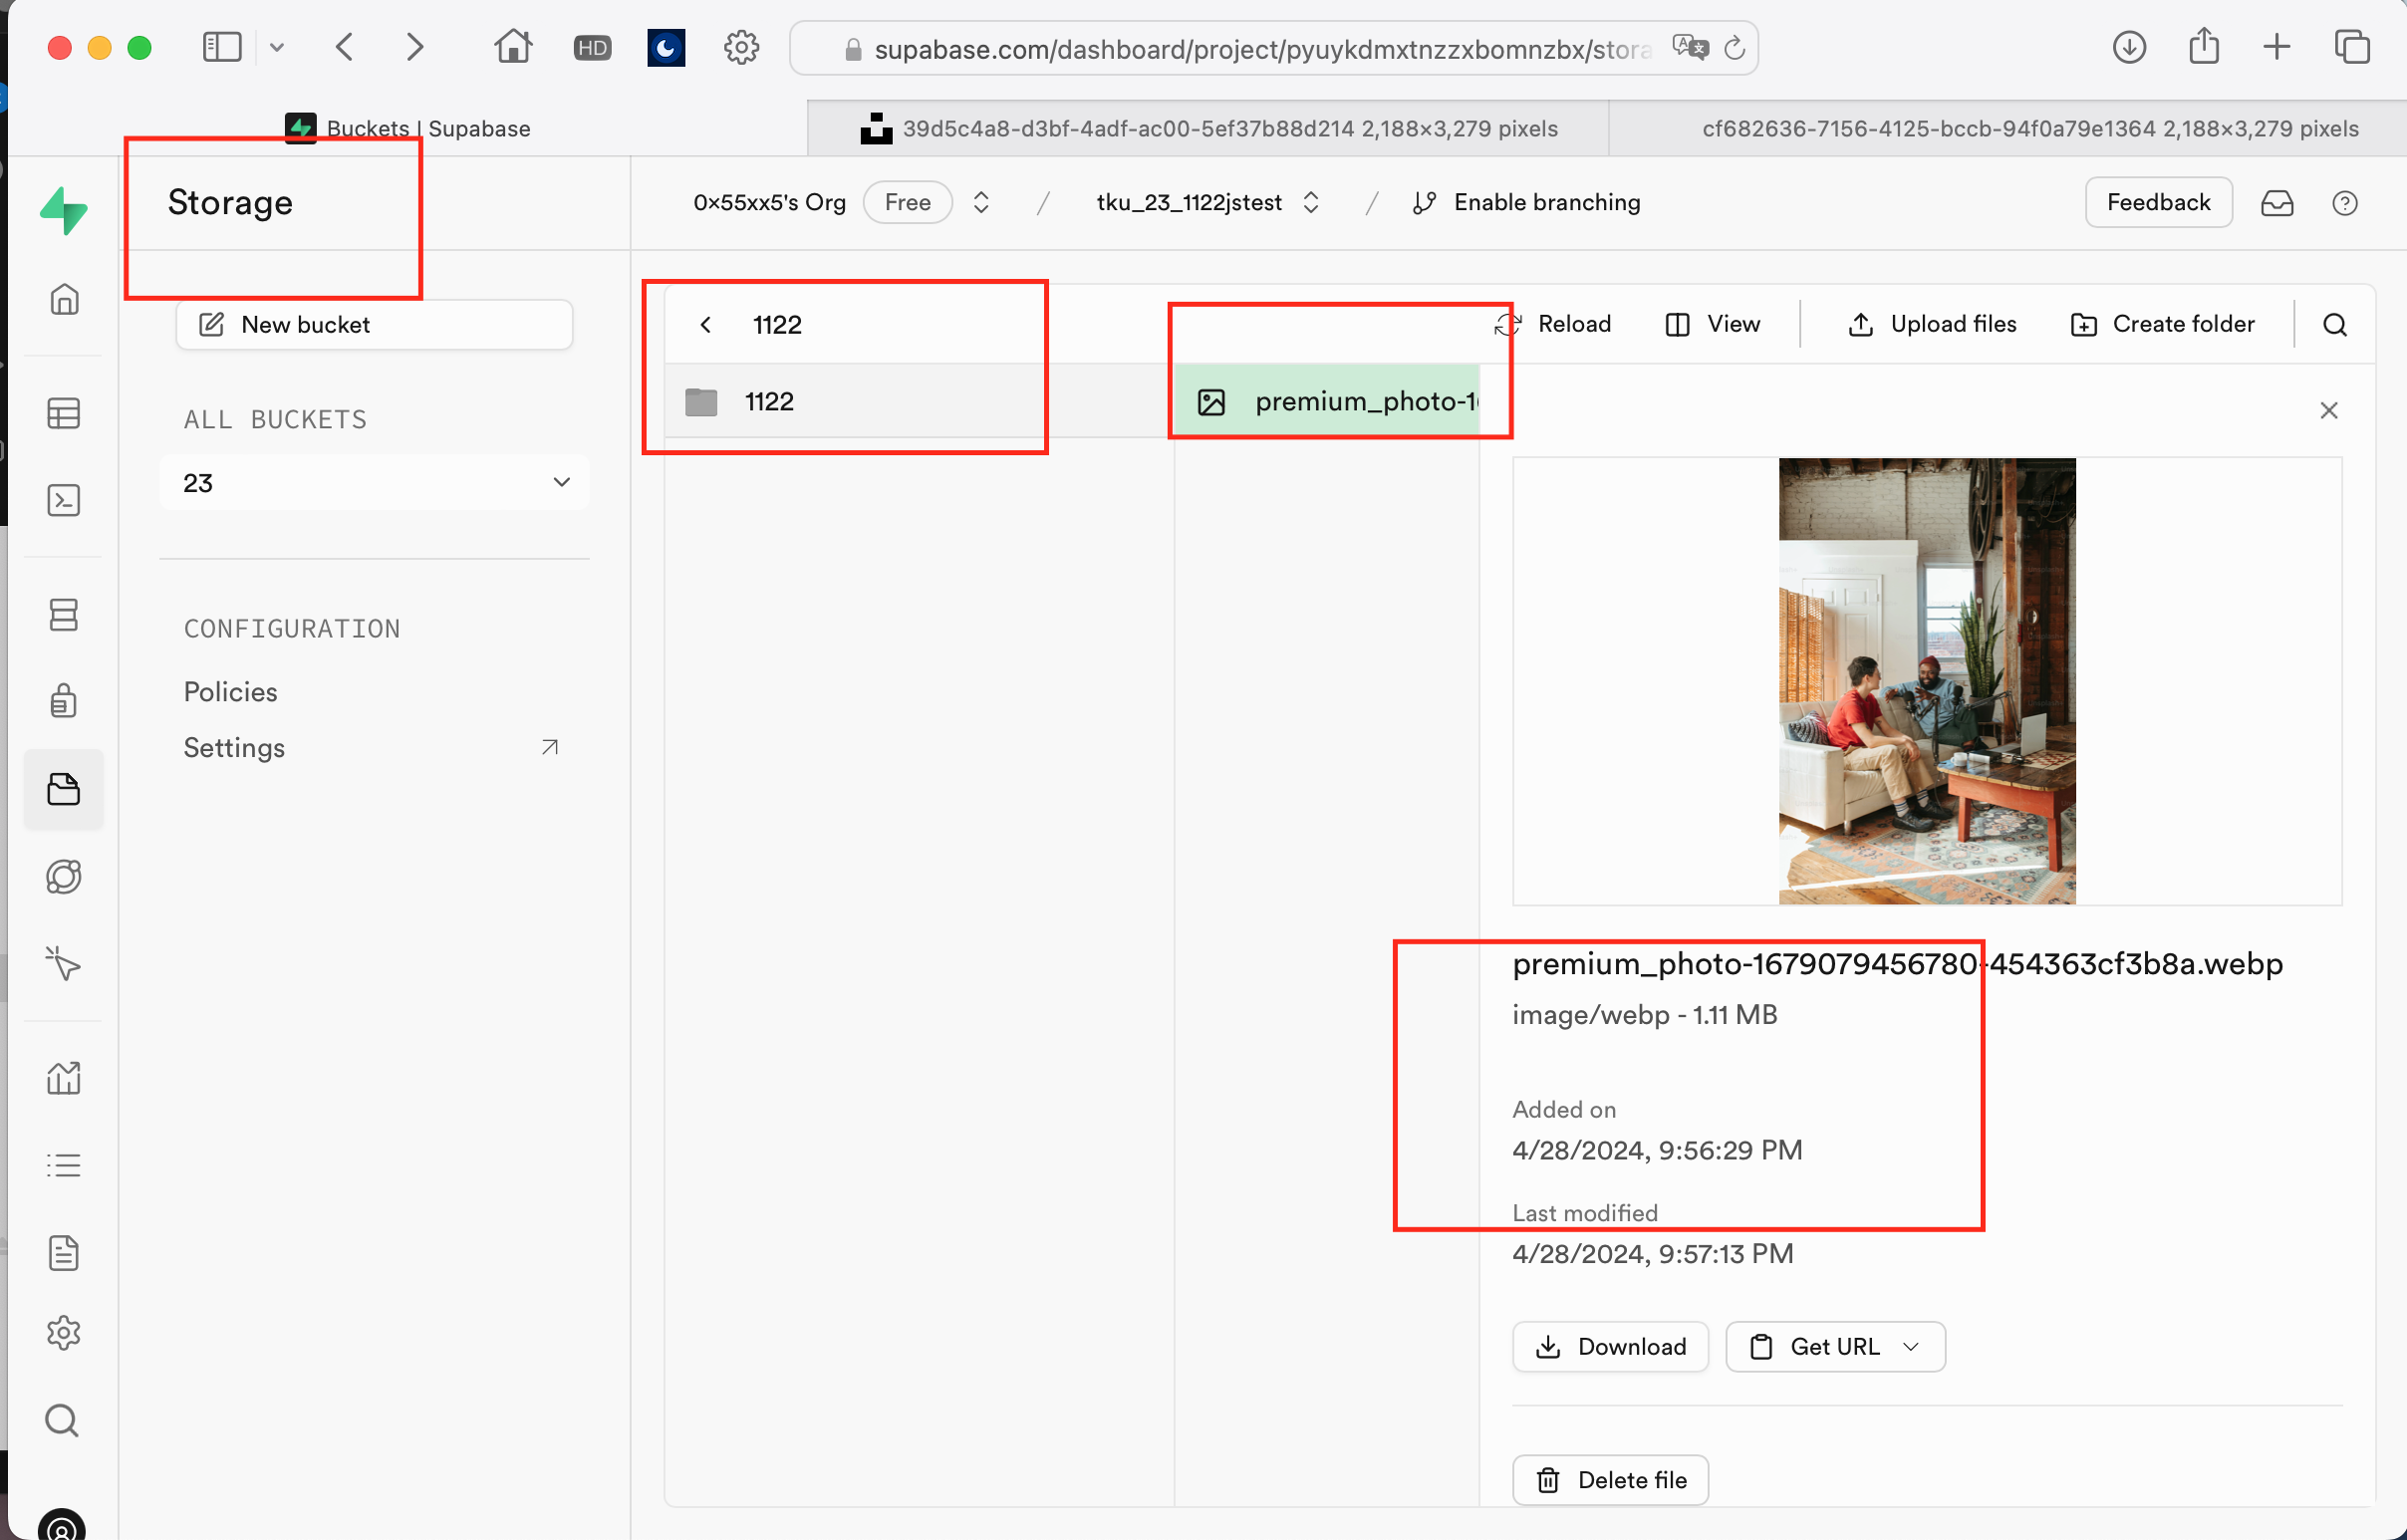 HD
supabase.com/dashboard/project/pyuykdmxtnzzxbomnzbx/stora
Buckets | Supabase
39d5c4a8-d3bf-4adf-ac00-5ef37b88d214 2,188×3,279 pixels
cf682636-7156-4125-bccb-94f0a79e1364 2,188×3,279 pixels
Storage
0x55xx5's Org
Free
/
tku_23_1122jstest
/
Enable branching
Feedback
New bucket
ALL BUCKETS
23
CONFIGURATION
Policies
Settings
1122
Reload
View
Upload files
Create folder
1122
premium_photo-1
premium_photo-1679079456780-454363cf3b8a.webp
image/webp - 1.11 MB
Added on
4/28/2024, 9:56:29 PM
Last modified
4/28/2024, 9:57:13 PM
Download
Get URL
Delete file